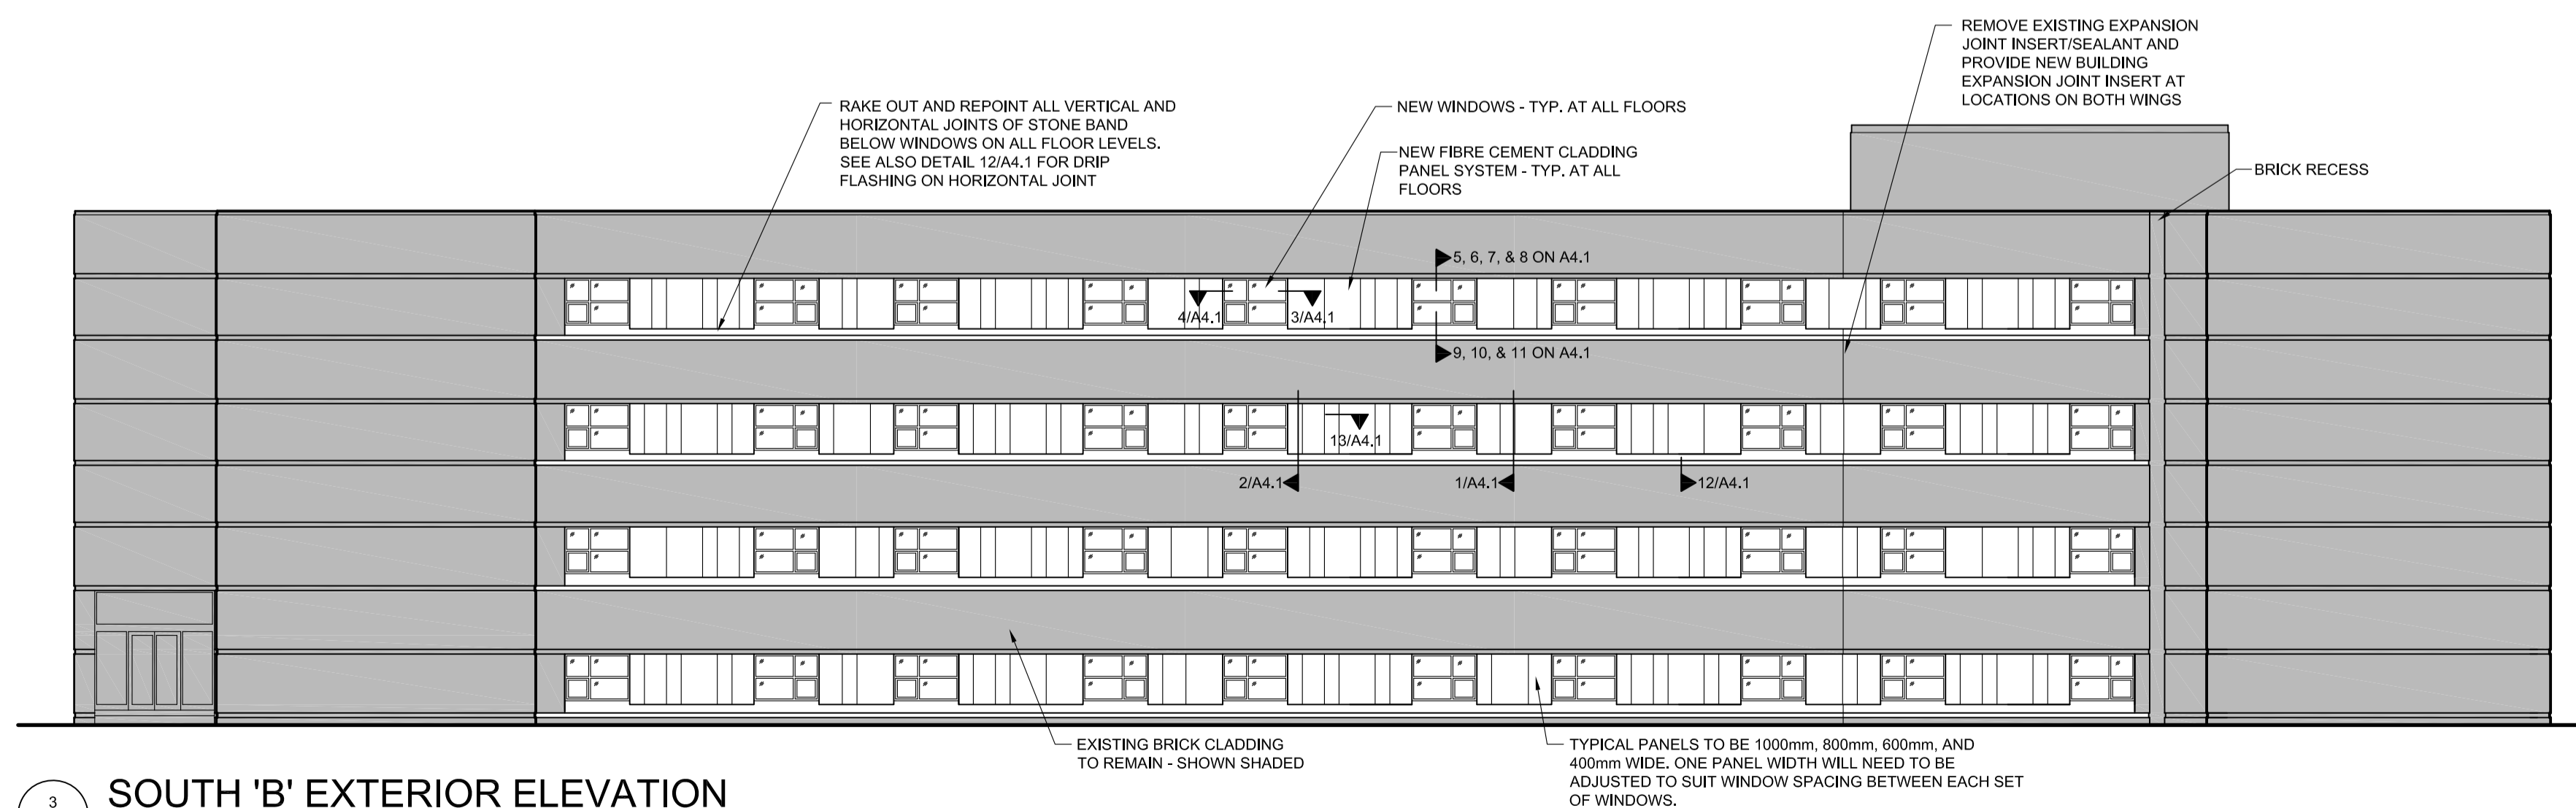 REMOVE EXISTING EXPANSION
JOINT INSERT/SEALANT AND
PROVIDE NEW BUILDING
EXPANSION JOINT INSERT AT
LOCATIONS ON BOTH WINGS
RAKE OUT AND REPOINT ALL VERTICAL AND
HORIZONTAL JOINTS OF STONE BAND
BELOW WINDOWS ON ALL FLOOR LEVELS.
SEE ALSO DETAIL 12/A4.1 FOR DRIP
FLASHING ON HORIZONTAL JOINT
NEW WINDOWS - TYP. AT ALL FLOORS
NEW FIBRE CEMENT CLADDING
PANEL SYSTEM - TYP. AT ALL
FLOORS
BRICK RECESS
5, 6, 7, & 8 ON A4.1
4/A4.1
3/A4.1
9, 10, & 11 ON A4.1
13/A4.1
2/A4.1
1/A4.1
12/A4.1
EXISTING BRICK CLADDING
TO REMAIN - SHOWN SHADED
TYPICAL PANELS TO BE 1000mm, 800mm, 600mm, AND
400mm WIDE. ONE PANEL WIDTH WILL NEED TO BE
ADJUSTED TO SUIT WINDOW SPACING BETWEEN EACH SET
OF WINDOWS.
3
SOUTH 'B' EXTERIOR ELEVATION